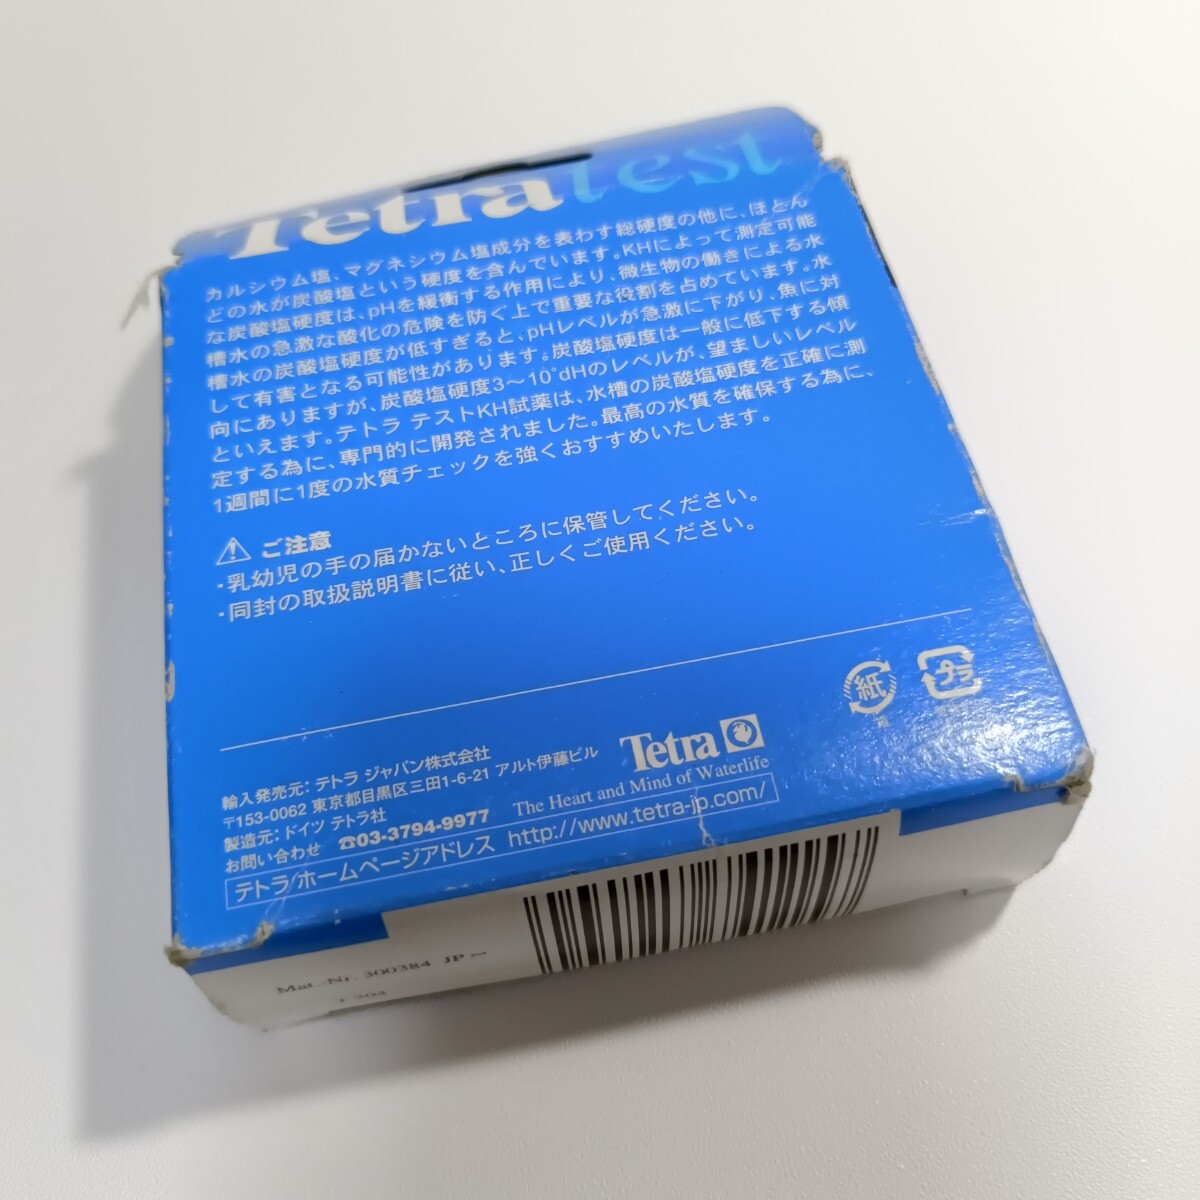 Tetratest
カルシウム塩、マグネシウム塩成分を表わす総硬度の他に、ほとん
どの水が炭酸塩という硬度を含んでいます。KHによって測定可能
な炭酸塩硬度は、pHを緩衝する作用により、微生物の働きによる水
槽水の急激な酸化の危険を防ぐ上で重要な役割を占めています。水
槽水の炭酸塩硬度が低すぎると、pHレベルが急激に下がり、魚に対
して有害となる可能性があります。炭酸塩硬度は一般に低下する傾
向にありますが、炭酸塩硬度3〜10°dHのレベルが、望ましいレベル
といえます。テトラ テストKH試薬は、水槽の炭酸塩硬度を正確に測
定する為に、専門的に開発されました。最高の水質を確保する為に、
1週間に1度の水質チェックを強くおすすめいたします。
ご注意
・乳幼児の手の届かないところに保管してください。
・同封の取扱説明書に従い、正しくご使用ください。
紙
プラ
箱
輸入発売元：テトラ ジャパン株式会社
〒153-0062 東京都目黒区三田1-6-21 アルト伊藤ビル
製造元：ドイツ テトラ社
お問い合わせ ☎03-3794-9977
Tetra
The Heart and Mind of Waterlife
テトラ/ホームページアドレス http://www.tetra-jp.com/
Mat.-Nr. 300384 JP